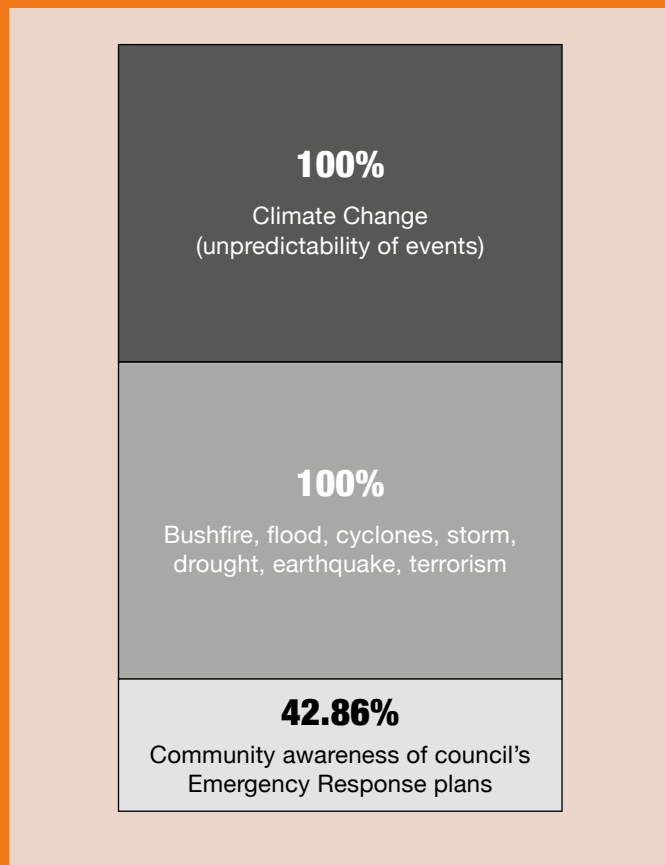 100%
Climate Change
(unpredictability of events)
100%
Bushfire, flood, cyclones, storm,
drought, earthquake, terrorism
42.86%
Community awareness of council’s
Emergency Response plans